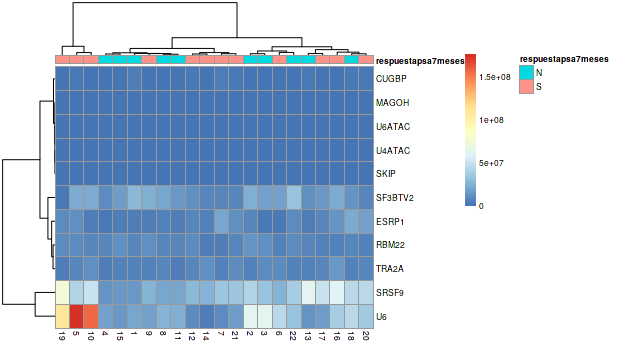 respuestapsa7meses
CUGBP
MAGOH
U6ATAC
U4ATAC
SKIP
SF3BTV2
ESRP1
RBM22
TRA2A
SRSF9
U6
19 5 10 4 15 1 9 8 11 12 14 7 21 2 3 6 22 13 17 16 18 20
1.5e+08
1e+08
5e+07
0
respuestapsa7meses
N
S